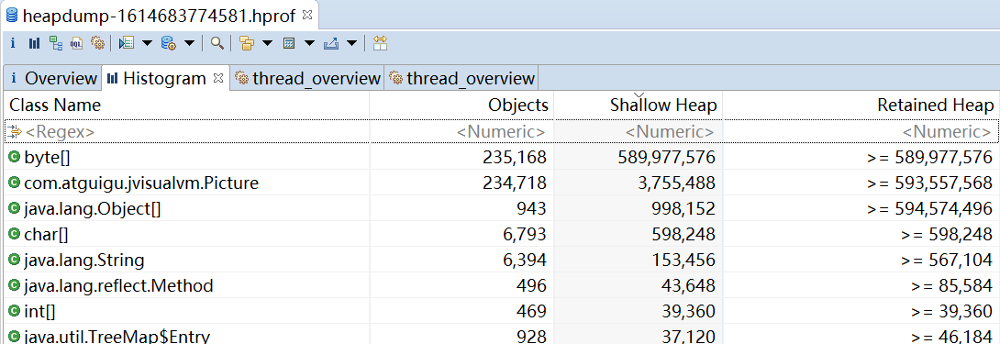 heapdump-1614683774581.hprof
i OQL
i Overview Histogram thread_overview thread_overview
Class Name Objects Shallow Heap Retained Heap
<Regex> <Numeric> <Numeric> <Numeric>
byte[] 235,168 589,977,576 >= 589,977,576
com.atguigu.jvisualvm.Picture 234,718 3,755,488 >= 593,557,568
java.lang.Object[] 943 998,152 >= 594,574,496
char[] 6,793 598,248 >= 598,248
java.lang.String 6,394 153,456 >= 567,104
java.lang.reflect.Method 496 43,648 >= 85,584
int[] 469 39,360 >= 39,360
java.util.TreeMap$Entry 928 37,120 >= 46,184